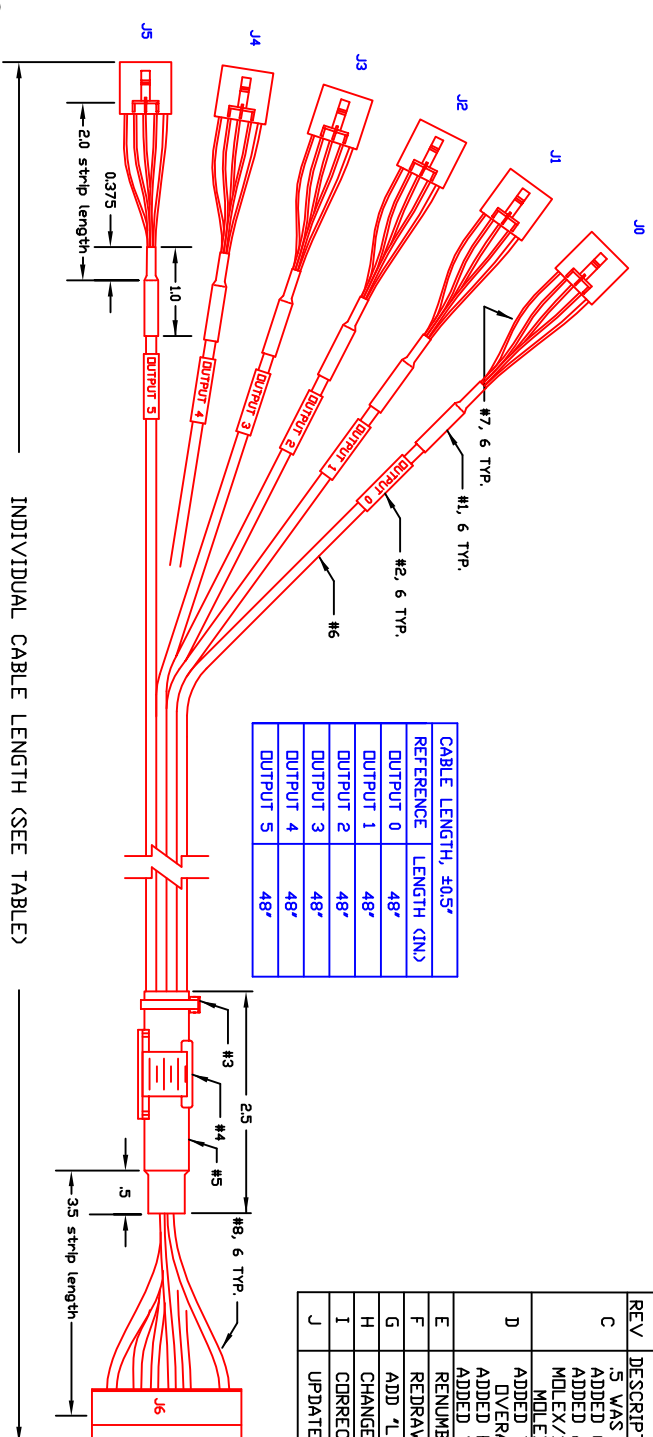 J5
J4
J3
J2
J1
J0
2.0 strip length
0.375
1.0
OUTPUT 5
OUTPUT 4
OUTPUT 3
OUTPUT 2
OUTPUT 1
OUTPUT 0
#7, 6 TYP.
#1, 6 TYP.
#2, 6 TYP.
#6
INDIVIDUAL CABLE LENGTH (SEE TABLE)
CABLE LENGTH, ±0.5"
REFERENCE LENGTH (IN.)
OUTPUT 0 48"
OUTPUT 1 48"
OUTPUT 2 48"
OUTPUT 3 48"
OUTPUT 4 48"
OUTPUT 5 48"
#3
#4
#5
2.5
.5
3.5 strip length
#8, 6 TYP.
J6
REV
C .5 WAS
ADDED
ADDED
MOLEX/
MOLE
D ADDED
OVERA
ADDED
ADDED
E RENUMB
F REDRAW
G ADD "L
H CHANGE
I CORREC
J UPDATE